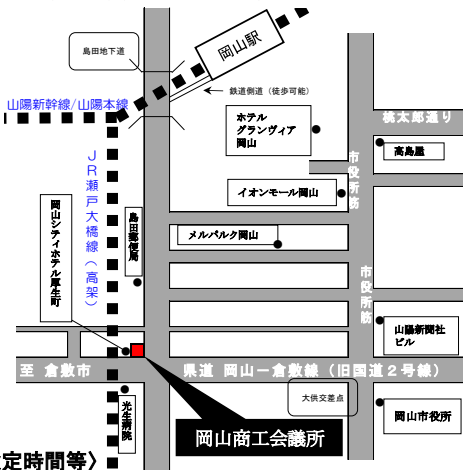 島田地下道
岡山駅
鉄道側道（徒歩可能）
山陽新幹線/山陽本線
ホテル
グランヴィア
岡山
桃太郎通り
高島屋
市役所筋
イオンモール岡山
JR瀬戸大橋線（高架）
岡山シティホテル厚生町
島田郵便局
メルパルク岡山
市役所筋
山陽新聞社
ビル
至 倉敷市
県道 岡山ー倉敷線（旧国道２号線）
大供交差点
光生病院
岡山商工会議所
岡山市役所
定時間等〉